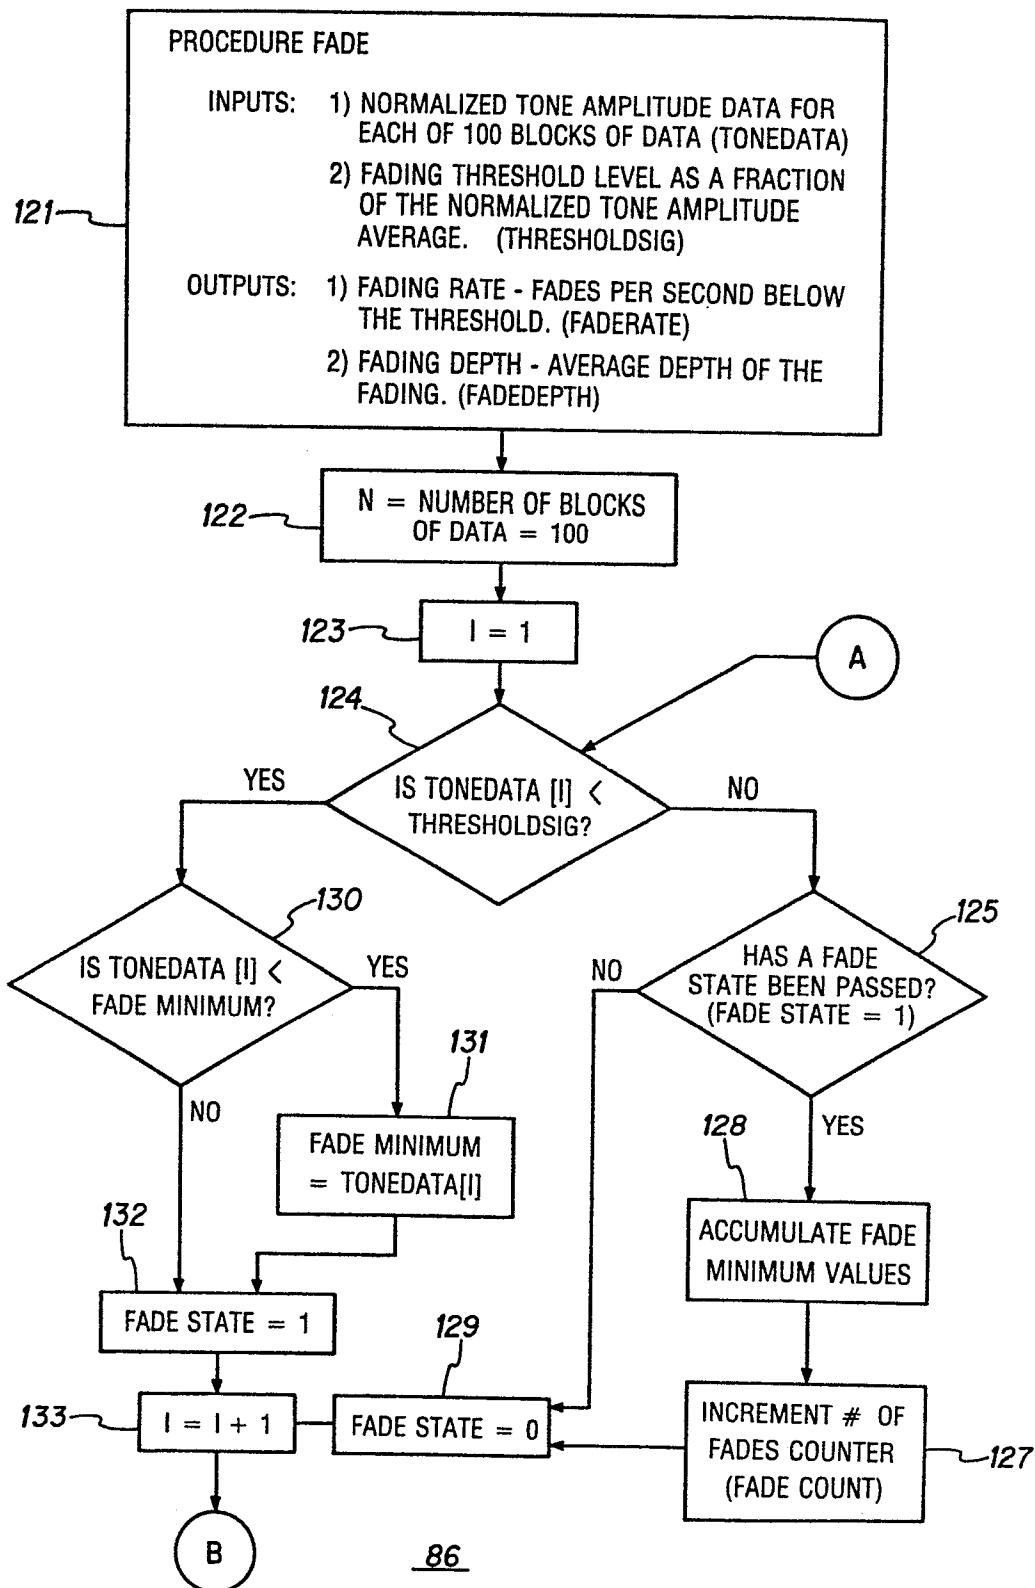 PROCEDURE FADE
INPUTS: 1) NORMALIZED TONE AMPLITUDE DATA FOR
EACH OF 100 BLOCKS OF DATA (TONEDATA)
2) FADING THRESHOLD LEVEL AS A FRACTION
OF THE NORMALIZED TONE AMPLITUDE
AVERAGE. (THRESHOLDSIG)
121
OUTPUTS: 1) FADING RATE - FADES PER SECOND BELOW
THE THRESHOLD. (FADERATE)
2) FADING DEPTH - AVERAGE DEPTH OF THE
FADING. (FADEDEPTH)
122
N = NUMBER OF BLOCKS
OF DATA = 100
123
I = 1
A
124
IS TONEDATA [I] <
THRESHOLDSIG?
YES
NO
130
IS TONEDATA [I] <
FADE MINIMUM?
YES
NO
125
HAS A FADE
STATE BEEN PASSED?
(FADE STATE = 1)
NO
YES
131
FADE MINIMUM
= TONEDATA[I]
128
ACCUMULATE FADE
MINIMUM VALUES
132
FADE STATE = 1
129
FADE STATE = 0
133
I = I + 1
INCREMENT # OF
FADES COUNTER
(FADE COUNT)
127
B
86